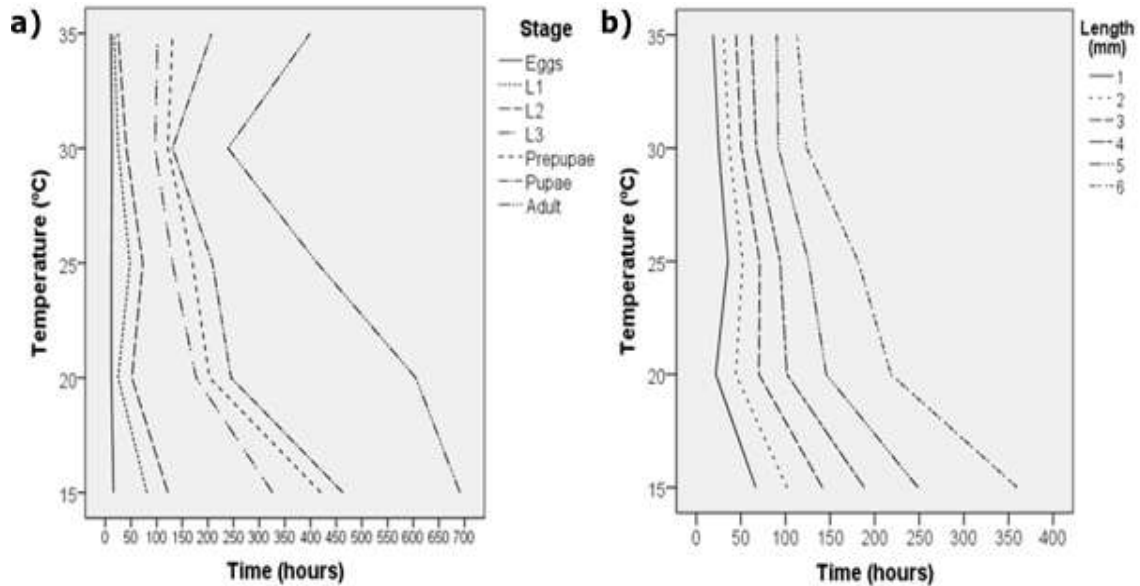 a)
35
30
25
20
15
Temperature (ºC)
0 50 100 150 200 250 300 350 400 450 500 550 600 650 700
Time (hours)
Stage
Eggs
L1
L2
L3
Prepupae
Pupae
Adult
b)
35
30
25
20
15
Temperature (ºC)
0 50 100 150 200 250 300 350 400
Time (hours)
Length
(mm)
1
2
3
4
5
6